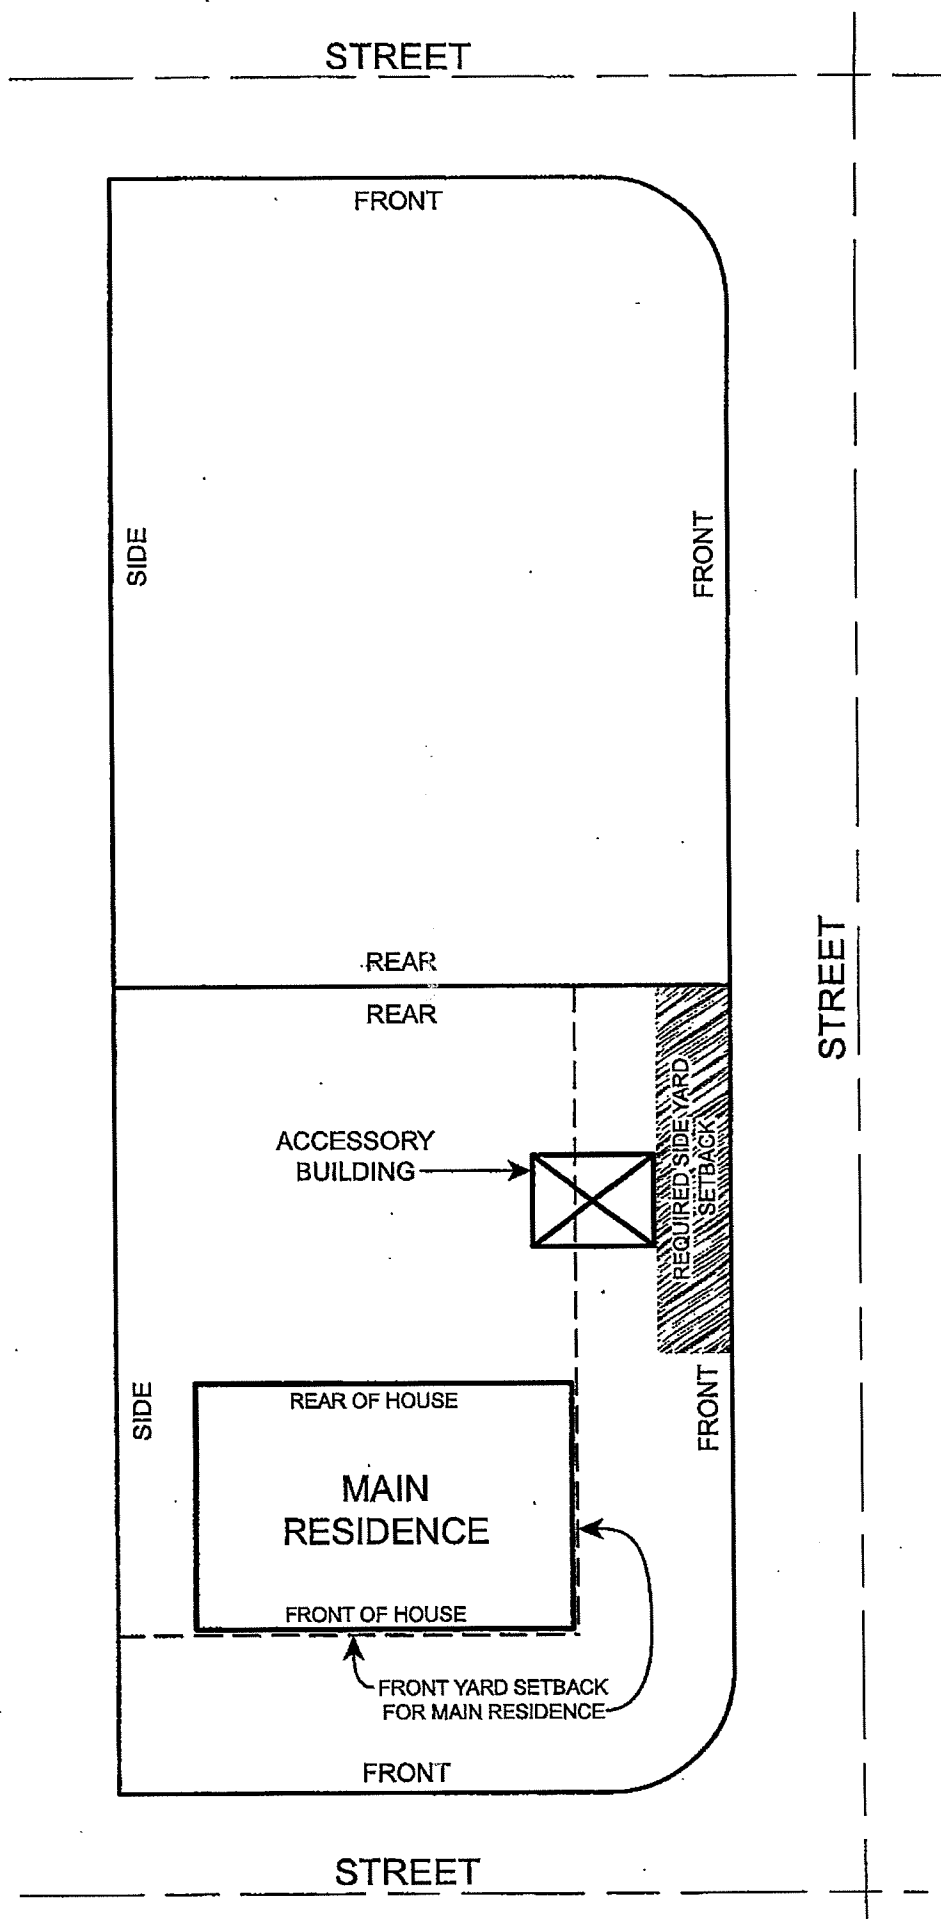 STREET
FRONT
SIDE
FRONT
REAR
REAR
STREET
ACCESSORY
BUILDING
REQUIRED SIDE YARD
SETBACK
SIDE
FRONT
REAR OF HOUSE
MAIN
RESIDENCE
FRONT OF HOUSE
FRONT YARD SETBACK
FOR MAIN RESIDENCE
FRONT
STREET